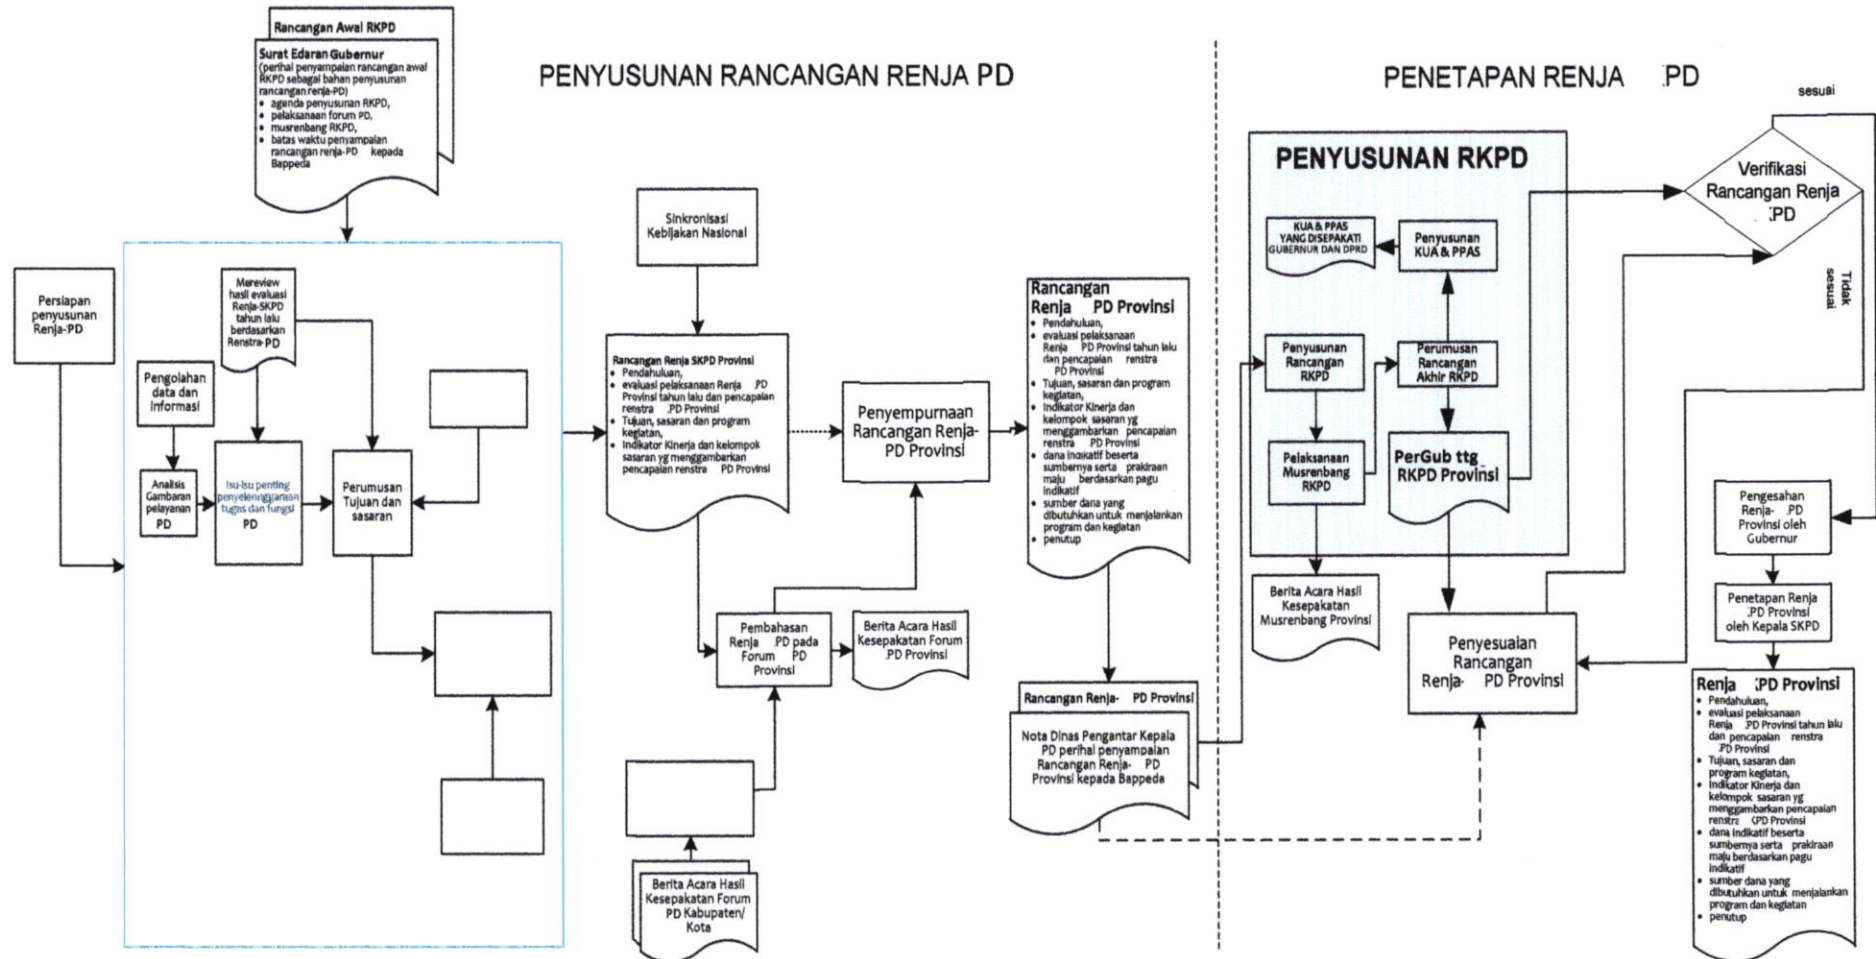 Rancangan Awal RKPD
Surat Edaran Gubernur
(perihal penyampaian rancangan awal
RKPD sebagai bahan penyusunan
rancangan renja-PD)
• agenda penyusunan RKPD,
• pelaksanaan forum PD,
• musrenbang RKPD,
• batas waktu penyampaian
rancangan renja-PD kepada
Bappeda
PENYUSUNAN RANCANGAN RENJA PD
Persiapan
penyusunan
Renja-PD
Mereview
hasil evaluasi
Renja-SKPD
tahun lalu
berdasarkan
Renstra-PD
Pengolahan
data dan
Informasi
Analisis
Gambaran
pelayanan
PD
Isu-isu penting
penyelenggaraan
tugas dan fungsi
PD
Perumusan
Tujuan dan
sasaran
Sinkronisasi
Kebijakan Nasional
Rancangan Renja SKPD Provinsi
• Pendahuluan,
• evaluasi pelaksanaan Renja .PD
Provinsi tahun lalu dan pencapaian
renstra .PD Provinsi
• Tujuan, sasaran dan program
kegiatan,
• Indikator Kinerja dan kelompok
sasaran yg menggambarkan
pencapaian renstra PD Provinsi
Penyempurnaan
Rancangan Renja-
PD Provinsi
Pembahasan
Renja .PD pada
Forum PD
Provinsi
Berita Acara Hasil
Kesepakatan Forum
.PD Provinsi
Berita Acara Hasil
Kesepakatan Forum
PD Kabupaten/
Kota
Rancangan
Renja PD Provinsi
• Pendahuluan,
• evaluasi pelaksanaan
Renja PD Provinsi tahun lalu
dan pencapaian renstra
PD Provinsi
• Tujuan, sasaran dan program
kegiatan,
• Indikator Kinerja dan
kelompok sasaran yg
menggambarkan pencapaian
renstra PD Provinsi
• dana indikatif beserta
sumbernya serta prakiraan
maju berdasarkan pagu
indikatif
• sumber dana yang
dibutuhkan untuk menjalankan
program dan kegiatan
• penutup
Rancangan Renja- PD Provinsi
Nota Dinas Pengantar Kepala
PD perihal penyampaian
Rancangan Renja- PD
Provinsi kepada Bappeda
PENETAPAN RENJA .PD
PENYUSUNAN RKPD
KUA & PPAS
YANG DISEPAKATI
GUBERNUR DAN DPRD
Penyusunan
KUA & PPAS
Penyusunan
Rancangan
RKPD
Perumusan
Rancangan
Akhir RKPD
Pelaksanaan
Musrenbang
RKPD
PerGub ttg
RKPD Provinsi
Berita Acara Hasil
Kesepakatan
Musrenbang Provinsi
Penyesuaian
Rancangan
Renja- PD Provinsi
sesuai
Verifikasi
Rancangan Renja
.PD
Tidak
sesuai
Pengesahan
Renja- .PD
Provinsi oleh
Gubernur
Penetapan Renja
.PD Provinsi
oleh Kepala SKPD
Renja .PD Provinsi
• Pendahuluan,
• evaluasi pelaksanaan
Renja .PD Provinsi tahun lalu
dan pencapaian renstra
.PD Provinsi
• Tujuan, sasaran dan
program kegiatan,
• Indikator Kinerja dan
kelompok sasaran yg
menggambarkan pencapaian
renstra PD Provinsi
• dana indikatif beserta
sumbernya serta prakiraan
maju berdasarkan pagu
indikatif
• sumber dana yang
dibutuhkan untuk menjalankan
program dan kegiatan
• penutup